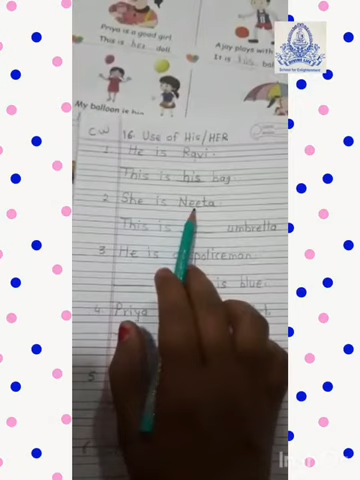 Priya is a good girl
This is her doll.
Ajay plays with
It is his
My balloon is
CW 16 Use of His/HER
1 He is Ravi.
This is his bag.
2 She is Neeta.
This is ____ umbrella
3 He is a policeman.
is blue.
4. Priya
5